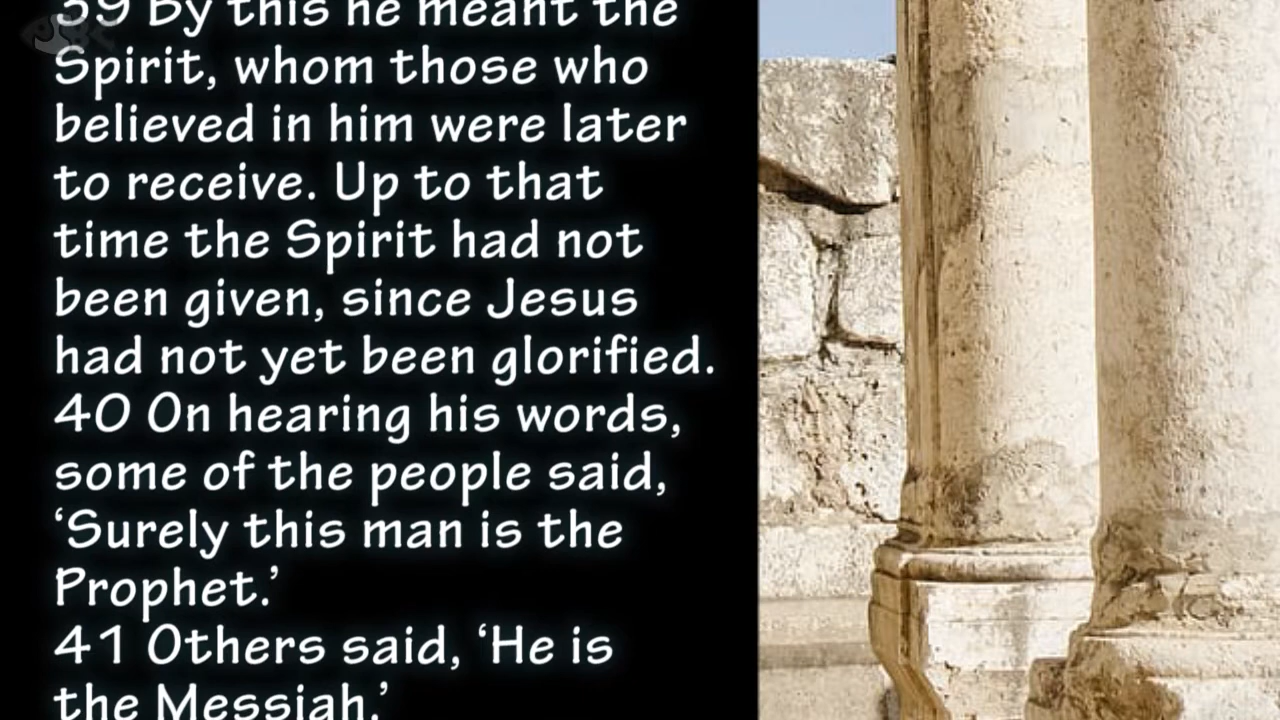 39 By this he meant the
Spirit, whom those who
believed in him were later
to receive. Up to that
time the Spirit had not
been given, since Jesus
had not yet been glorified.
40 On hearing his words,
some of the people said,
‘Surely this man is the
Prophet.’
41 Others said, ‘He is
the Messiah.’